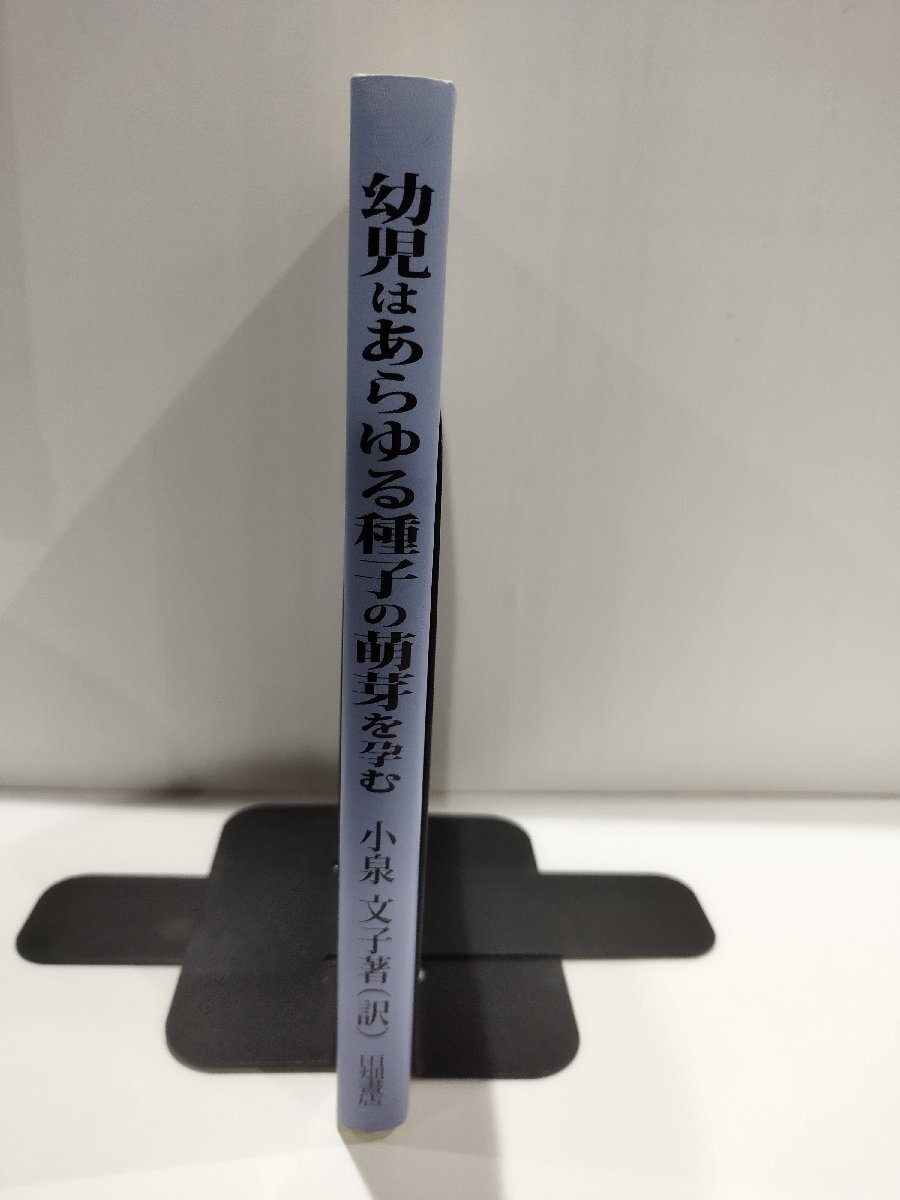 幼児はあらゆる種子の萌芽を孕む
小泉 文子著(訳)